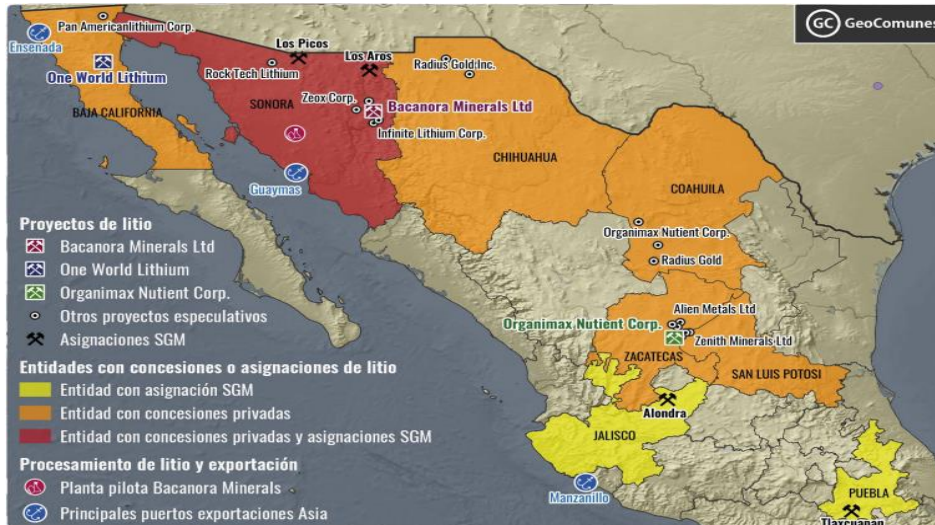 GC GeoComunes
Pan Americanlithium Corp.
Ensenada
One World Lithium
BAJA CALIFORNIA
Los Picos
Los Aros
Rock Tech Lithium
Zeox Corp.
SONORA
Bacanora Minerals Ltd
Infinite Lithium Corp.
Guaymas
Radius Gold Inc.
CHIHUAHUA
COAHUILA
Organimax Nutient Corp.
Radius Gold
Alien Metals Ltd
Organimax Nutient Corp.
Zenith Minerals Ltd
ZACATECAS
SAN LUIS POTOSI
Alondra
JALISCO
Manzanillo
PUEBLA
Tlaxcuapan
Proyectos de litio
Bacanora Minerals Ltd
One World Lithium
Organimax Nutient Corp.
Otros proyectos especulativos
Asignaciones SGM
Entidades con concesiones o asignaciones de litio
Entidad con asignación SGM
Entidad con concesiones privadas
Entidad con concesiones privadas y asignaciones SGM
Procesamiento de litio y exportación
Planta pilota Bacanora Minerals
Principales puertos exportaciones Asia